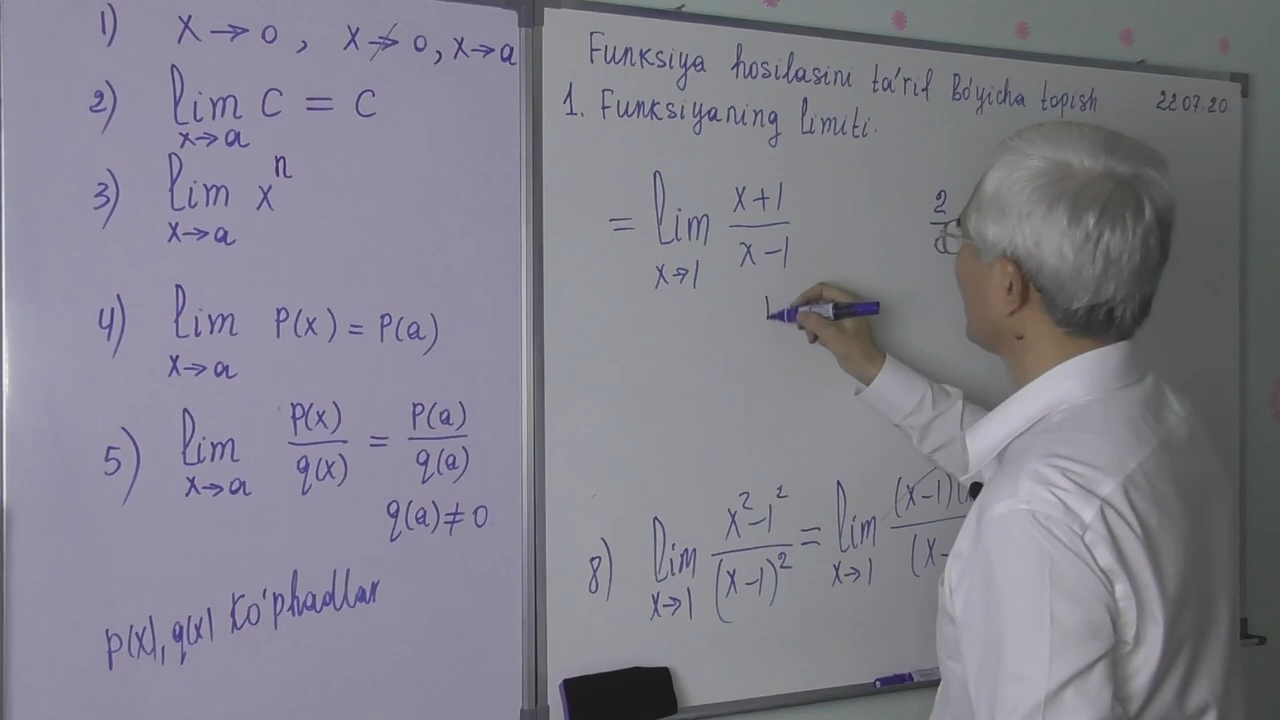 1) x → 0 , x ↛ 0, x → a
2) lim C = C
x → a
3) lim xⁿ
x → a
4) lim P(x) = P(a)
x → a
5) lim P(x)/q(x) = P(a)/q(a)
x → a
q(a) ≠ 0
p(x), q(x) Ko'phadlar
Funksiya hosilasini ta'rif Bo'yicha topish 22.07.20
1. Funksiyaning limiti.
= lim x+1/x-1
x → 1
2
8) lim x²-1²/(x-1)² = lim (x-1)(x/(x-
x → 1 x → 1